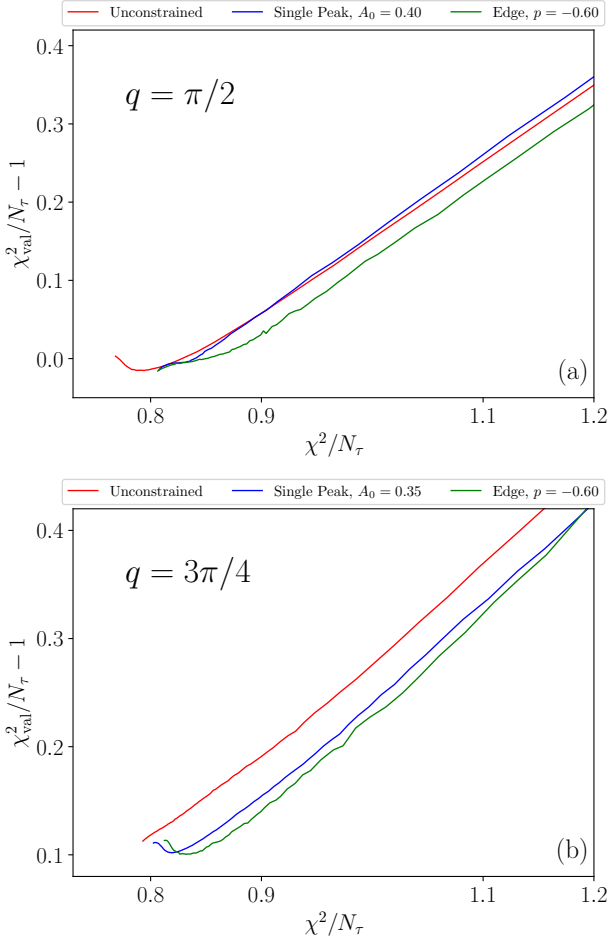 Unconstrained Single Peak, A₀ = 0.40 Edge, p = −0.60
q = π/2
χ²_val/N_τ − 1
0.4
0.3
0.2
0.1
0.0
(a)
0.8 0.9 1.1 1.2
χ²/N_τ
Unconstrained Single Peak, A₀ = 0.35 Edge, p = −0.60
q = 3π/4
χ²_val/N_τ − 1
0.4
0.3
0.2
0.1
(b)
0.8 0.9 1.1 1.2
χ²/N_τ